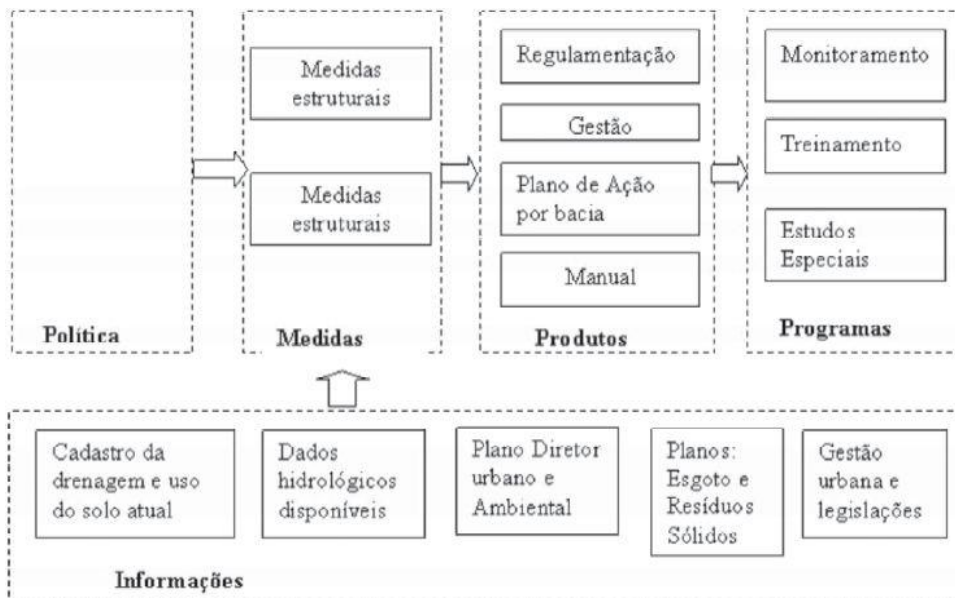 Política
Medidas
estruturais
Medidas
estruturais
Medidas
Regulamentação
Gestão
Plano de Ação
por bacia
Manual
Produtos
Monitoramento
Treinamento
Estudos
Especiais
Programas
Cadastro da
drenagem e uso
do solo atual
Dados
hidrológicos
disponíveis
Plano Diretor
urbano e
Ambiental
Planos:
Esgoto e
Resíduos
Sólidos
Gestão
urbana e
legislações
Informações